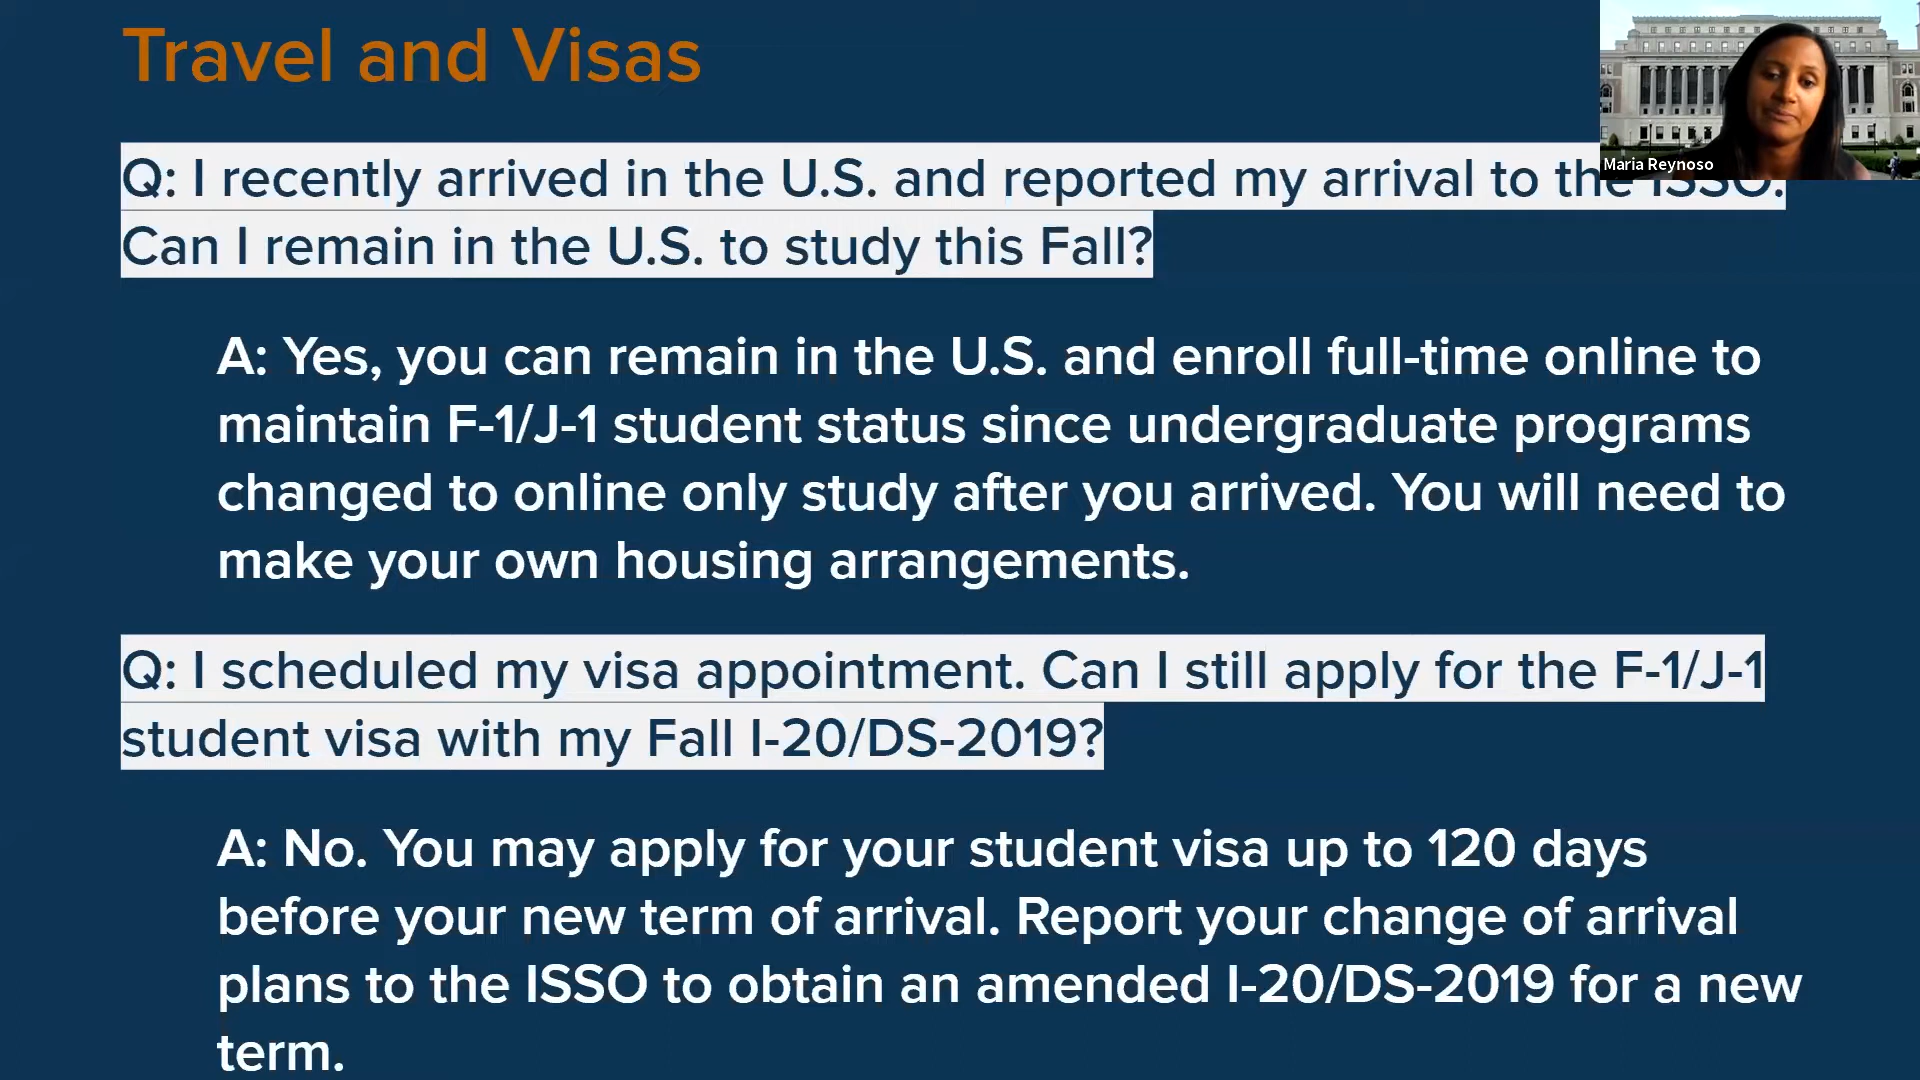 Travel and Visas
Maria Reynoso
Q: I recently arrived in the U.S. and reported my arrival to the ISSO.
Can I remain in the U.S. to study this Fall?
A: Yes, you can remain in the U.S. and enroll full-time online to
maintain F-1/J-1 student status since undergraduate programs
changed to online only study after you arrived. You will need to
make your own housing arrangements.
Q: I scheduled my visa appointment. Can I still apply for the F-1/J-1
student visa with my Fall I-20/DS-2019?
A: No. You may apply for your student visa up to 120 days
before your new term of arrival. Report your change of arrival
plans to the ISSO to obtain an amended I-20/DS-2019 for a new
term.